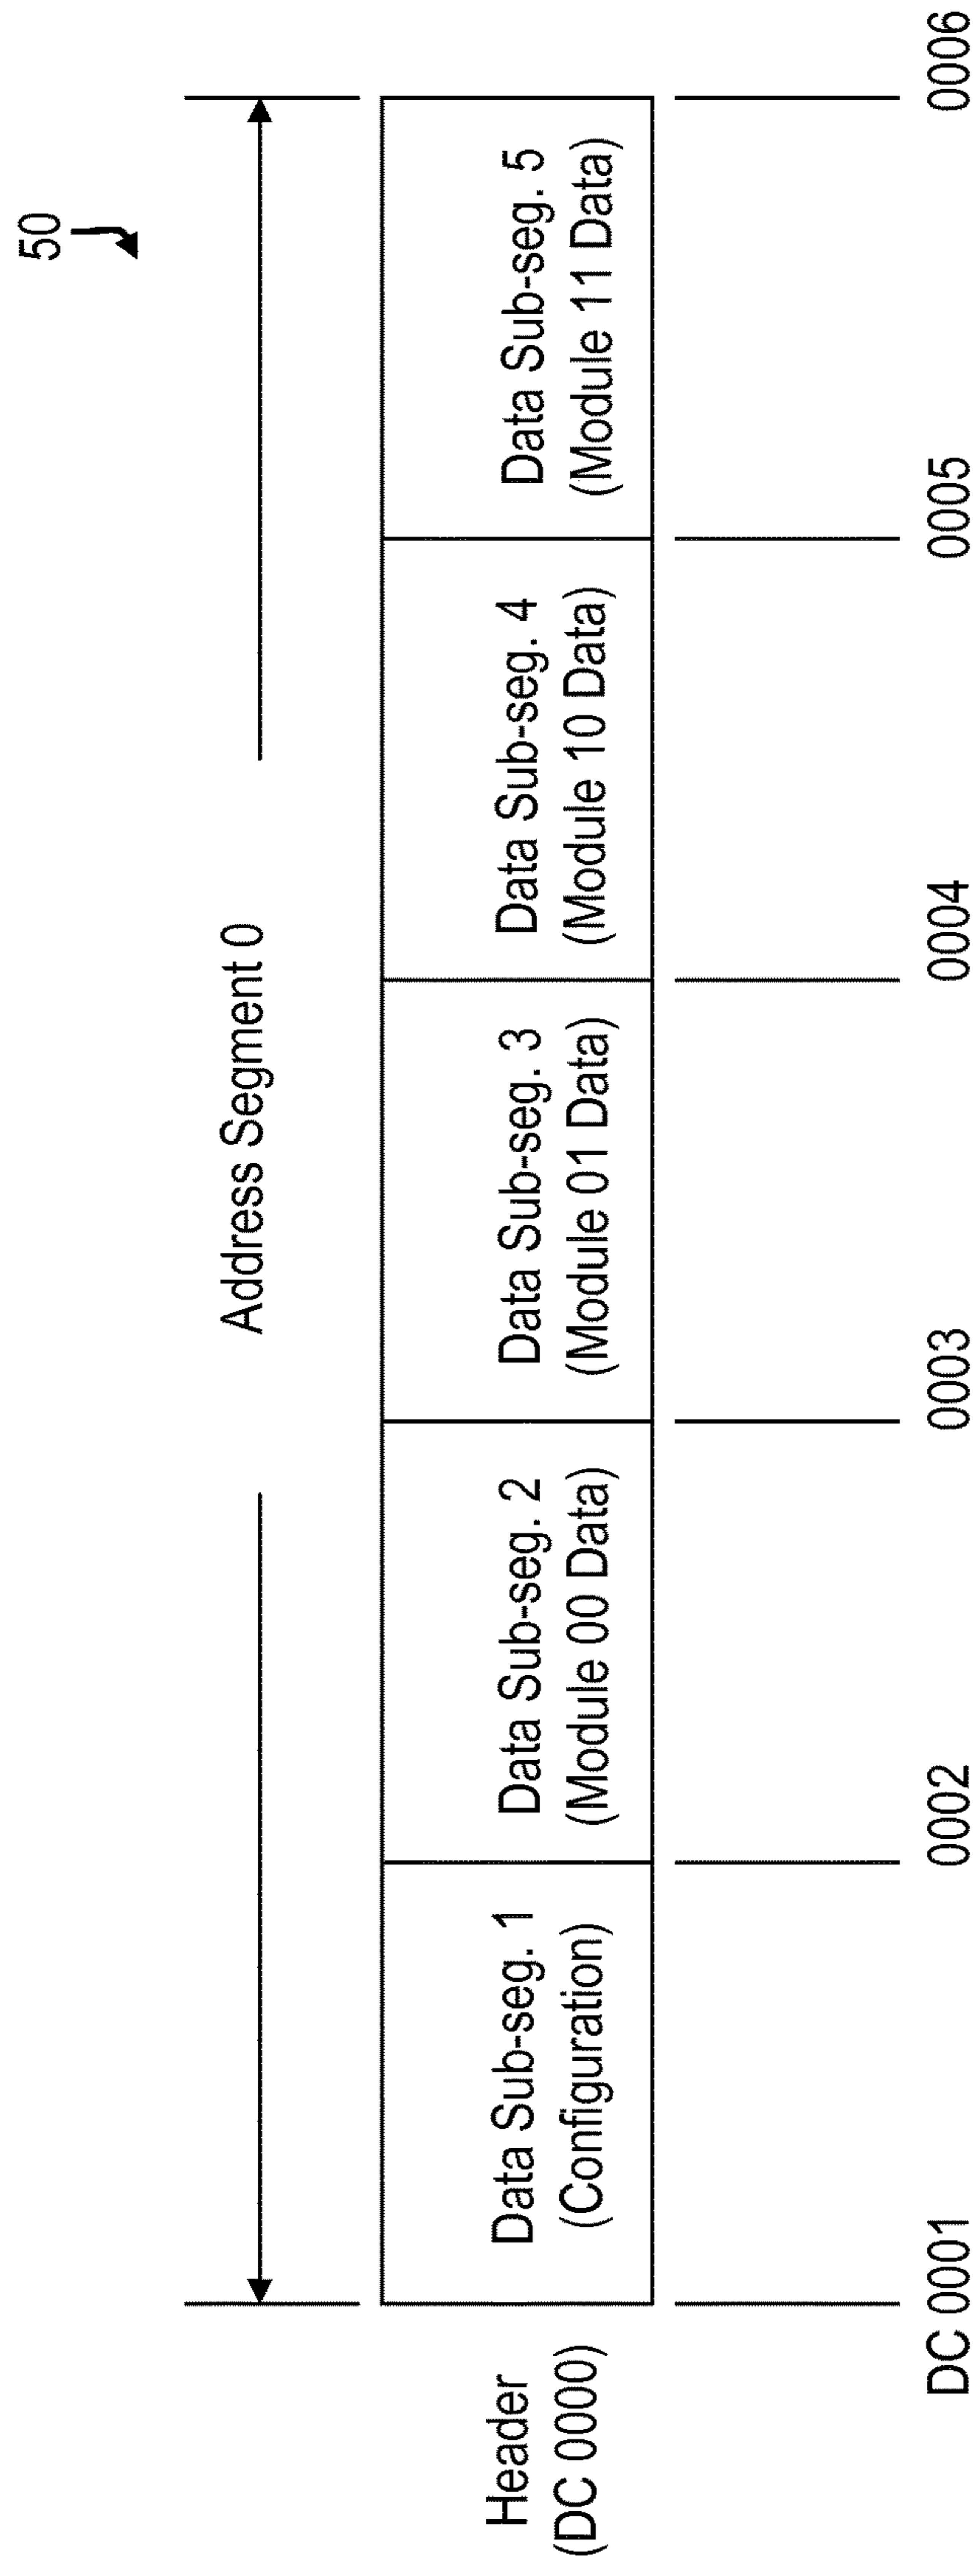 50
Address Segment 0
Header
(DC 0000)
Data Sub-seg. 1
(Configuration)
Data Sub-seg. 2
(Module 00 Data)
Data Sub-seg. 3
(Module 01 Data)
Data Sub-seg. 4
(Module 10 Data)
Data Sub-seg. 5
(Module 11 Data)
DC 0001
0002
0003
0004
0005
0006